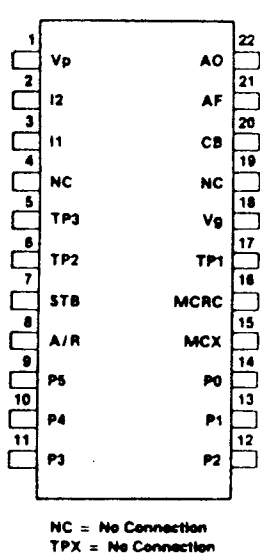 1 22
Vp AO
2 21
I2 AF
3 20
I1 CB
4 19
NC NC
5 18
TP3 Vg
6 17
TP2 TP1
7 16
STB MCRC
8 15
A/R MCX
9 14
P5 P0
10 13
P4 P1
11 12
P3 P2
NC = No Connection
TPX = No Connection